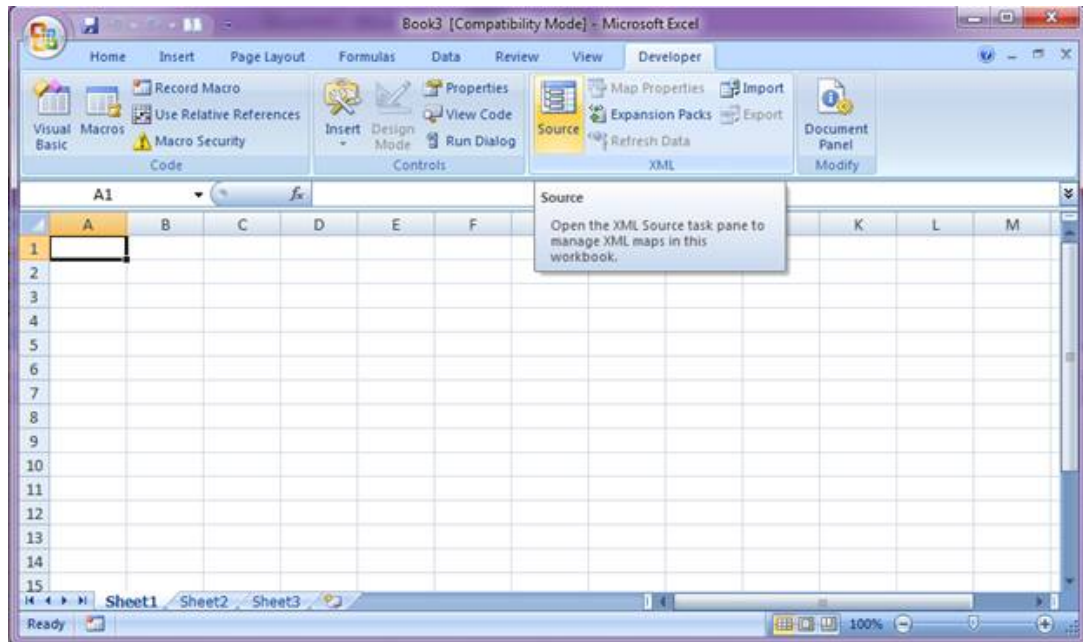 Book3 [Compatibility Mode] - Microsoft Excel
Home Insert Page Layout Formulas Data Review View Developer
Visual Basic
Macros
Record Macro
Use Relative References
Macro Security
Code
Insert
Design Mode
Properties
View Code
Run Dialog
Controls
Source
Map Properties
Expansion Packs
Refresh Data
Import
Export
XML
Document Panel
Modify
A1 fx
Source
Open the XML Source task pane to
manage XML maps in this
workbook.
A B C D E F K L M
1
2
3
4
5
6
7
8
9
10
11
12
13
14
15
Sheet1 Sheet2 Sheet3
Ready 100%